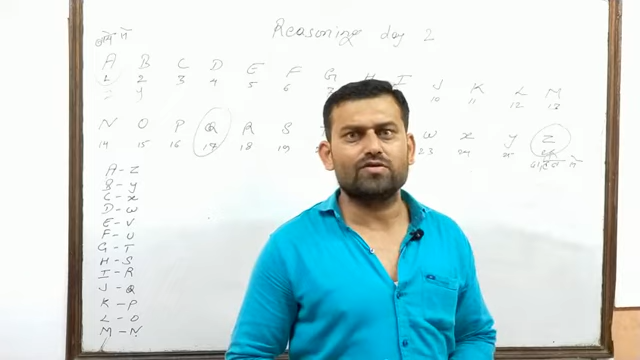 Reasoning day 2
बायें से
A B C D E F G H I J K L M
1 2 3 4 5 6 10 11 12 13
N O P Q R S W X Y Z
14 15 16 17 18 19 23 24 25 26
A - Z
B - Y
C - X
D - W
E - V
F - U
G - T
H - S
I - R
J - Q
K - P
L - O
M - N